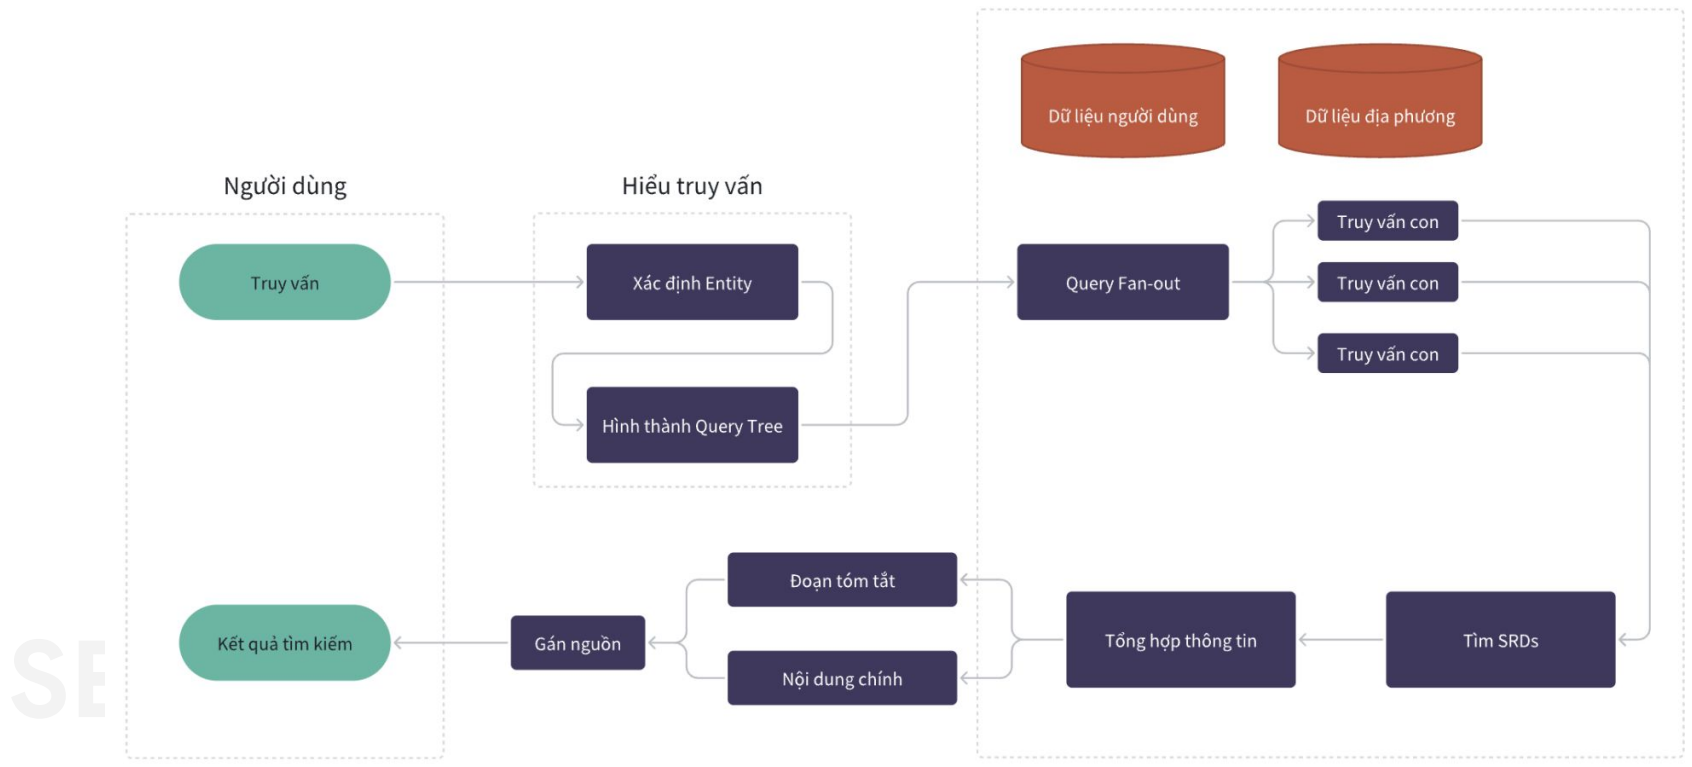 Dữ liệu người dùng
Dữ liệu địa phương
Người dùng
Hiểu truy vấn
Truy vấn
Xác định Entity
Hình thành Query Tree
Query Fan-out
Truy vấn con
Truy vấn con
Truy vấn con
Tìm SRDs
Tổng hợp thông tin
Đoạn tóm tắt
Nội dung chính
Gán nguồn
Kết quả tìm kiếm